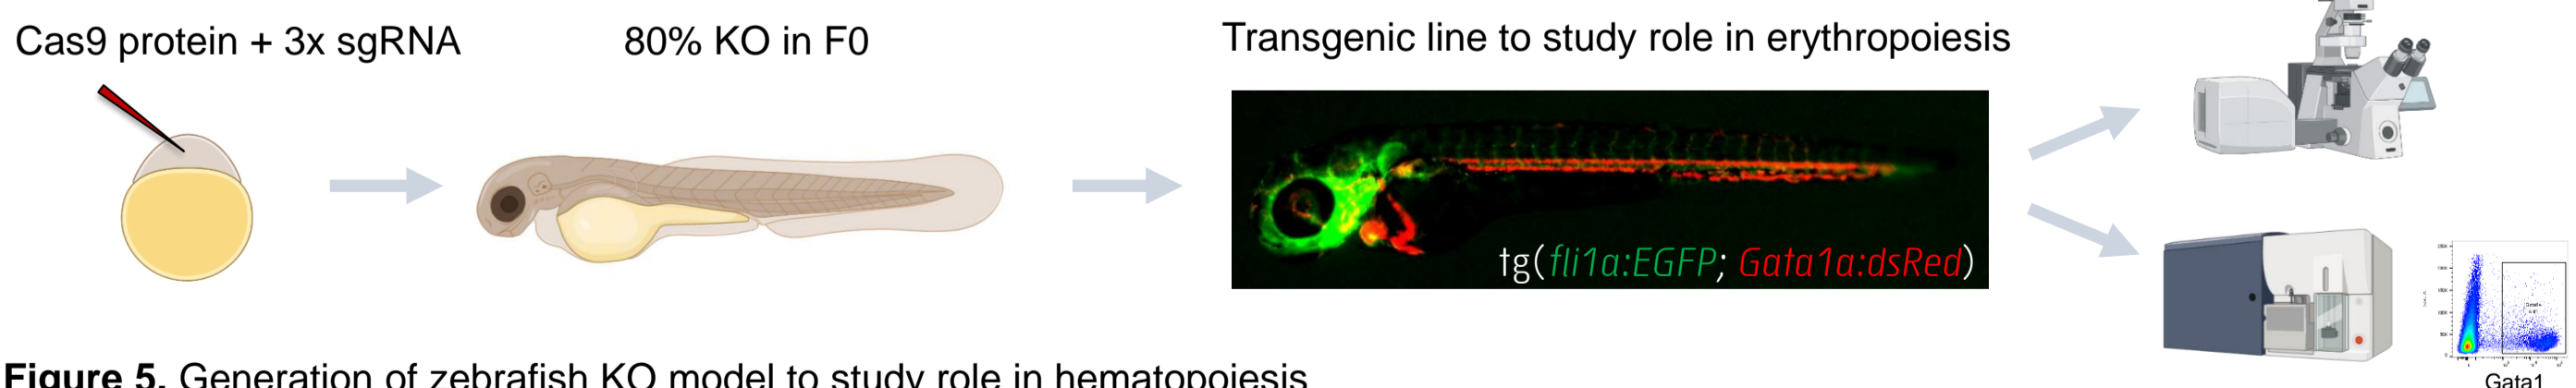 Cas9 protein + 3x sgRNA
80% KO in F0
Transgenic line to study role in erythropoiesis
tg(fli1a:EGFP; Gata1a:dsRed)
Gata1
Figure 5. Generation of zebrafish KO model to study role in hematopoiesis